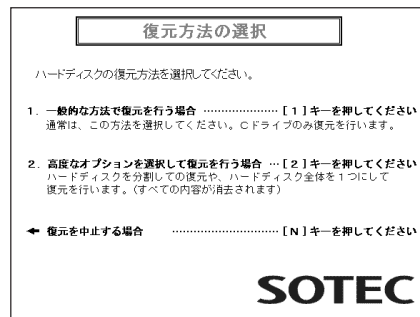 復元方法の選択
ハードディスクの復元方法を選択してください。
1. 一般的な方法で復元を行う場合 ……………… [ 1 ] キーを押してください
通常は、この方法を選択してください。Cドライブのみ復元を行います。
2. 高度なオプションを選択して復元を行う場合 … [ 2 ] キーを押してください
ハードディスクを分割しての復元や、ハードディスク全体を1つにして
復元を行います。(すべての内容が消去されます)
← 復元を中止する場合 ……………………… [ N ] キーを押してください
SOTEC